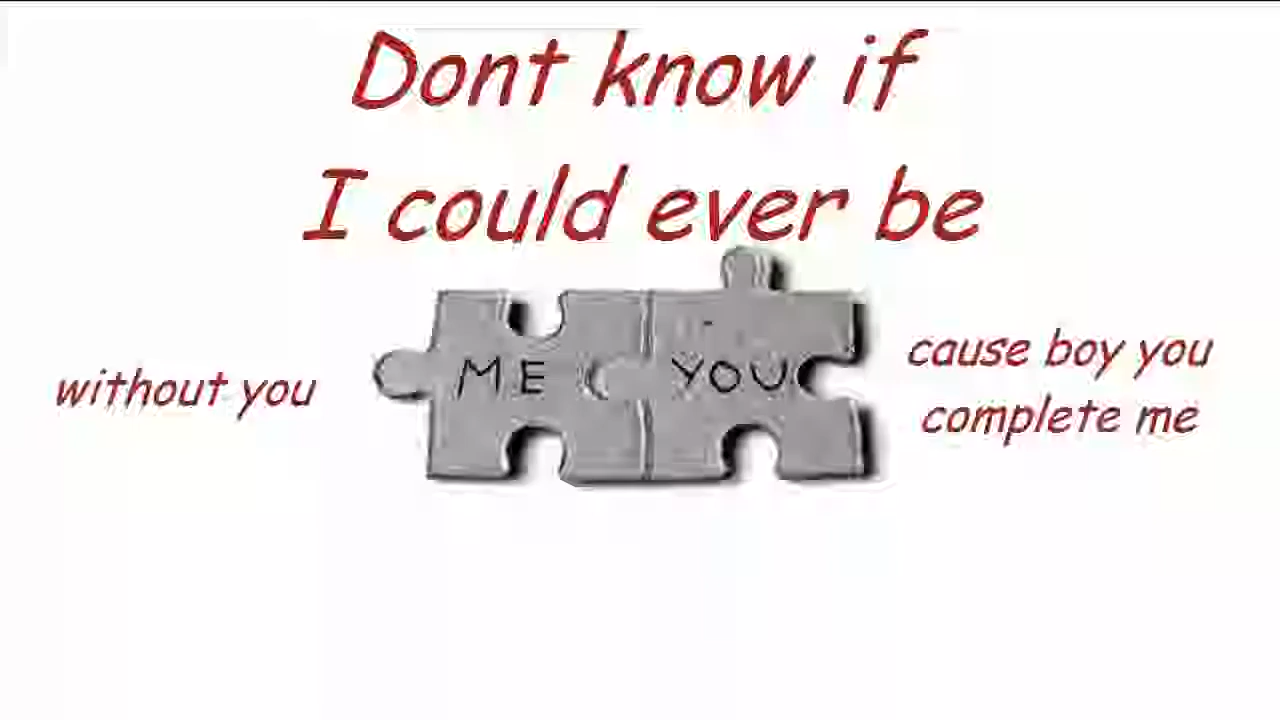 Dont know if
I could ever be
without you
ME YOU
cause boy you
complete me